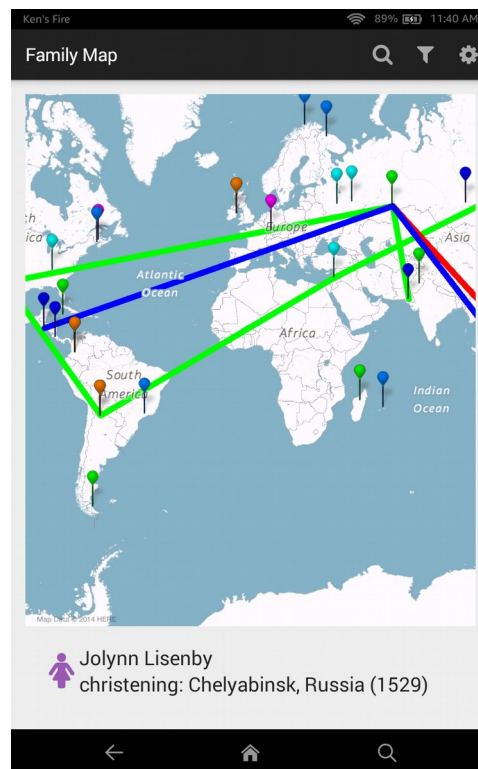 Ken's Fire 89% 11:40 AM
Family Map
Europe
Asia
Atlantic
Ocean
Africa
South
America
Indian
Ocean
Map Data © 2014 HERE
Jolynn Lisenby
christening: Chelyabinsk, Russia (1529)